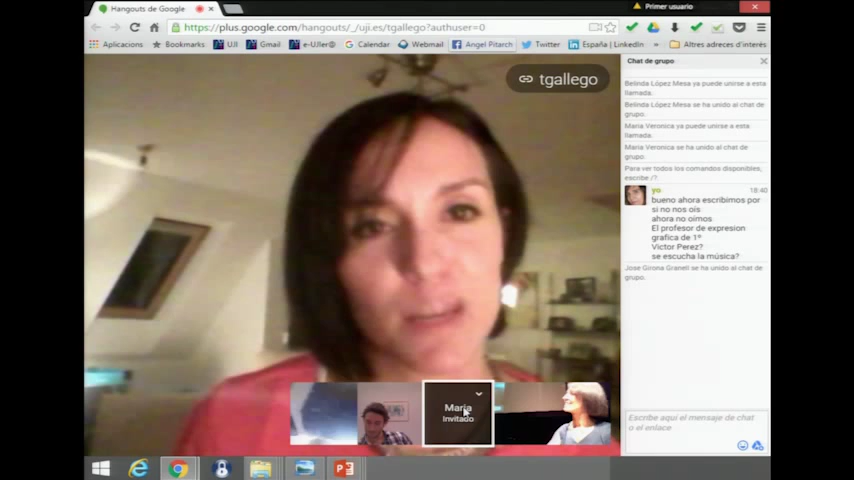 Hangouts de Google
Primer usuario
https://plus.google.com/hangouts/_/uji.es/tgallego?authuser=0
Aplicacions
Bookmarks
UJI
Gmail
e-UJIer@
Calendar
Webmail
Angel Pitarch
Twitter
España | LinkedIn
»
Altres adreces d'interès
tgallego
Chat de grupo
Belinda López Mesa ya puede unirse a esta
llamada.
Belinda López Mesa se ha unido al chat de
grupo.
Maria Veronica ya puede unirse a esta
llamada.
Maria Veronica se ha unido al chat de
grupo.
Para ver todos los comandos disponibles,
escribe /?
yo 18:40
bueno ahora escribimos por
si no nos ois
ahora no oimos
El profesor de expresion
grafica de 1º
Victor Perez?
se escucha la música?
Jose Girona Granell se ha unido al chat de
grupo.
Maria
Invitado
Escribe aquí el mensaje de chat
o el enlace